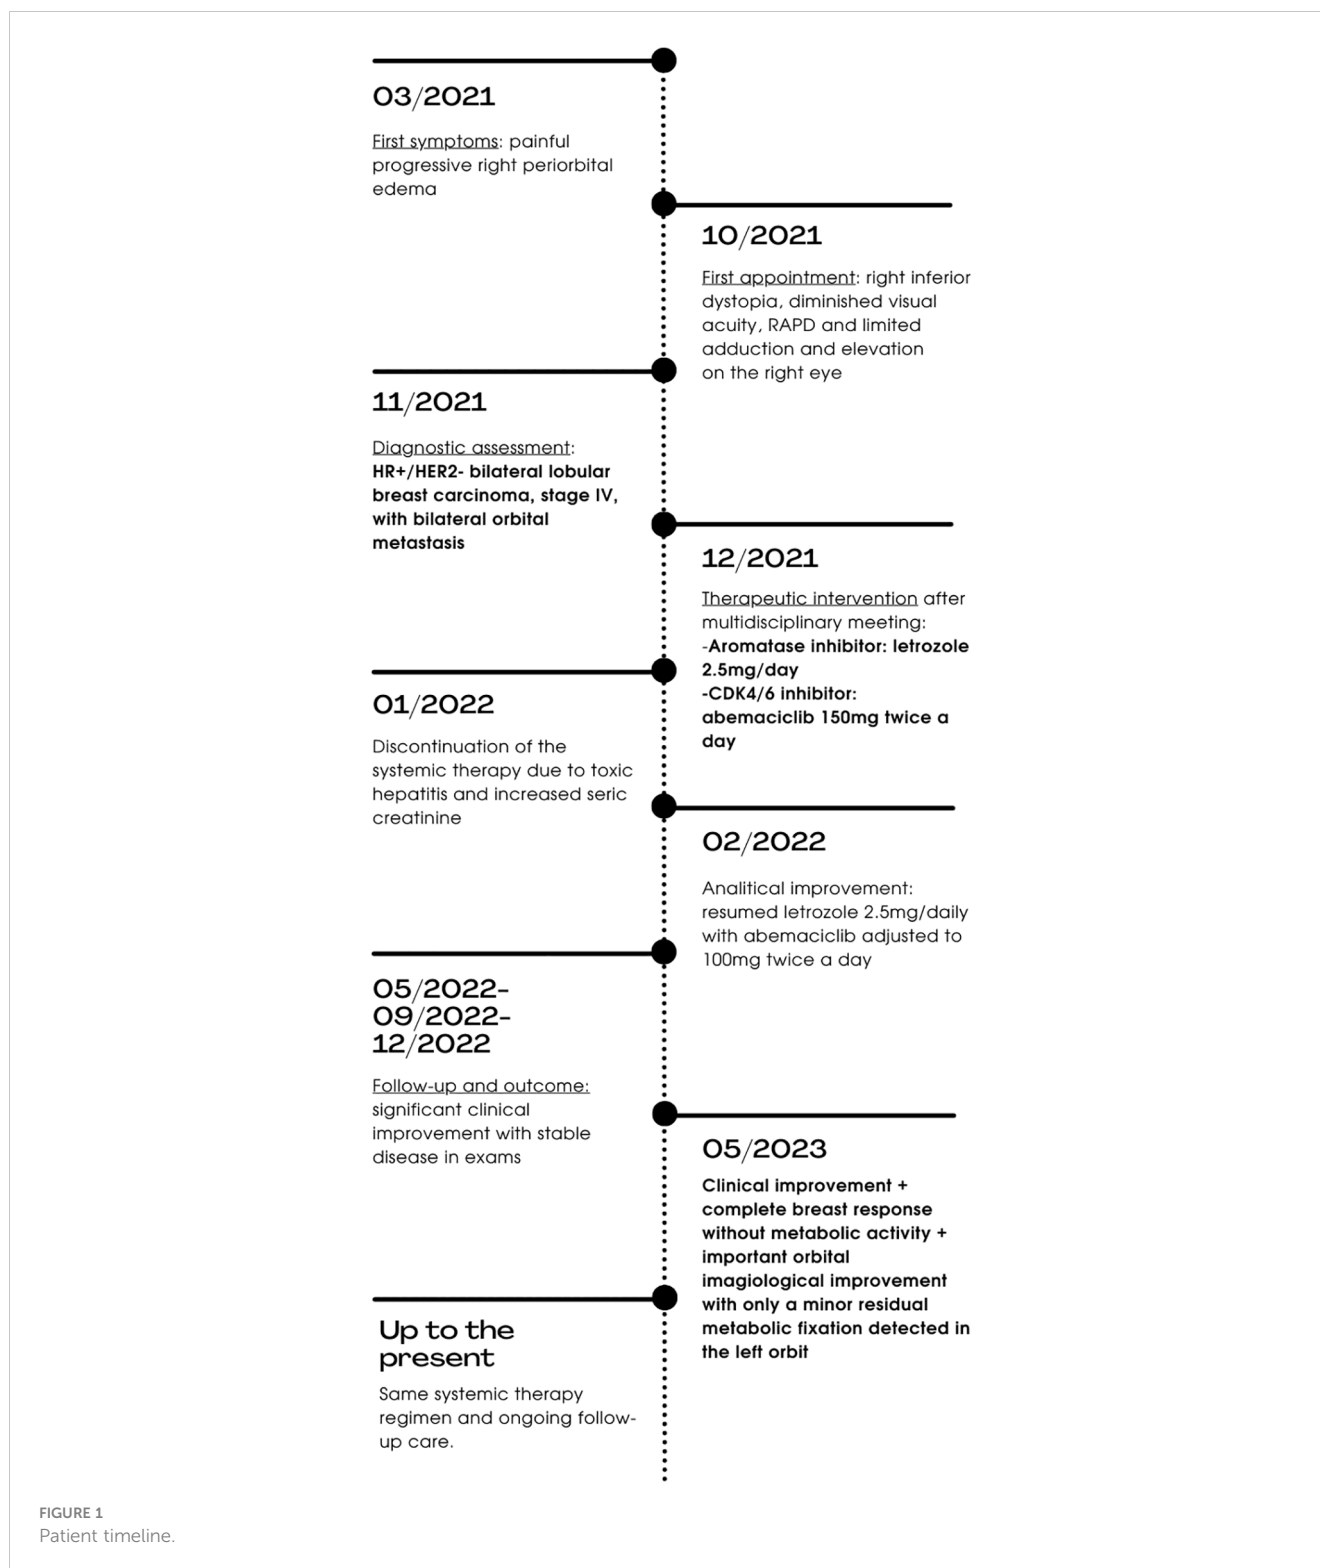 03/2021
First symptoms: painful
progressive right periorbital
edema
10/2021
First appointment: right inferior
dystopia, diminished visual
acuity, RAPD and limited
adduction and elevation
on the right eye
11/2021
Diagnostic assessment:
HR+/HER2- bilateral lobular
breast carcinoma, stage IV,
with bilateral orbital
metastasis
12/2021
Therapeutic intervention after
multidisciplinary meeting:
-Aromatase inhibitor: letrozole
2.5mg/day
-CDK4/6 inhibitor:
abemaciclib 150mg twice a
day
01/2022
Discontinuation of the
systemic therapy due to toxic
hepatitis and increased seric
creatinine
02/2022
Analitical improvement:
resumed letrozole 2.5mg/daily
with abemaciclib adjusted to
100mg twice a day
05/2022-
09/2022-
12/2022
Follow-up and outcome:
significant clinical
improvement with stable
disease in exams
05/2023
Clinical improvement +
complete breast response
without metabolic activity +
important orbital
imagiological improvement
with only a minor residual
metabolic fixation detected in
the left orbit
Up to the
present
Same systemic therapy
regimen and ongoing follow-
up care.
FIGURE 1
Patient timeline.